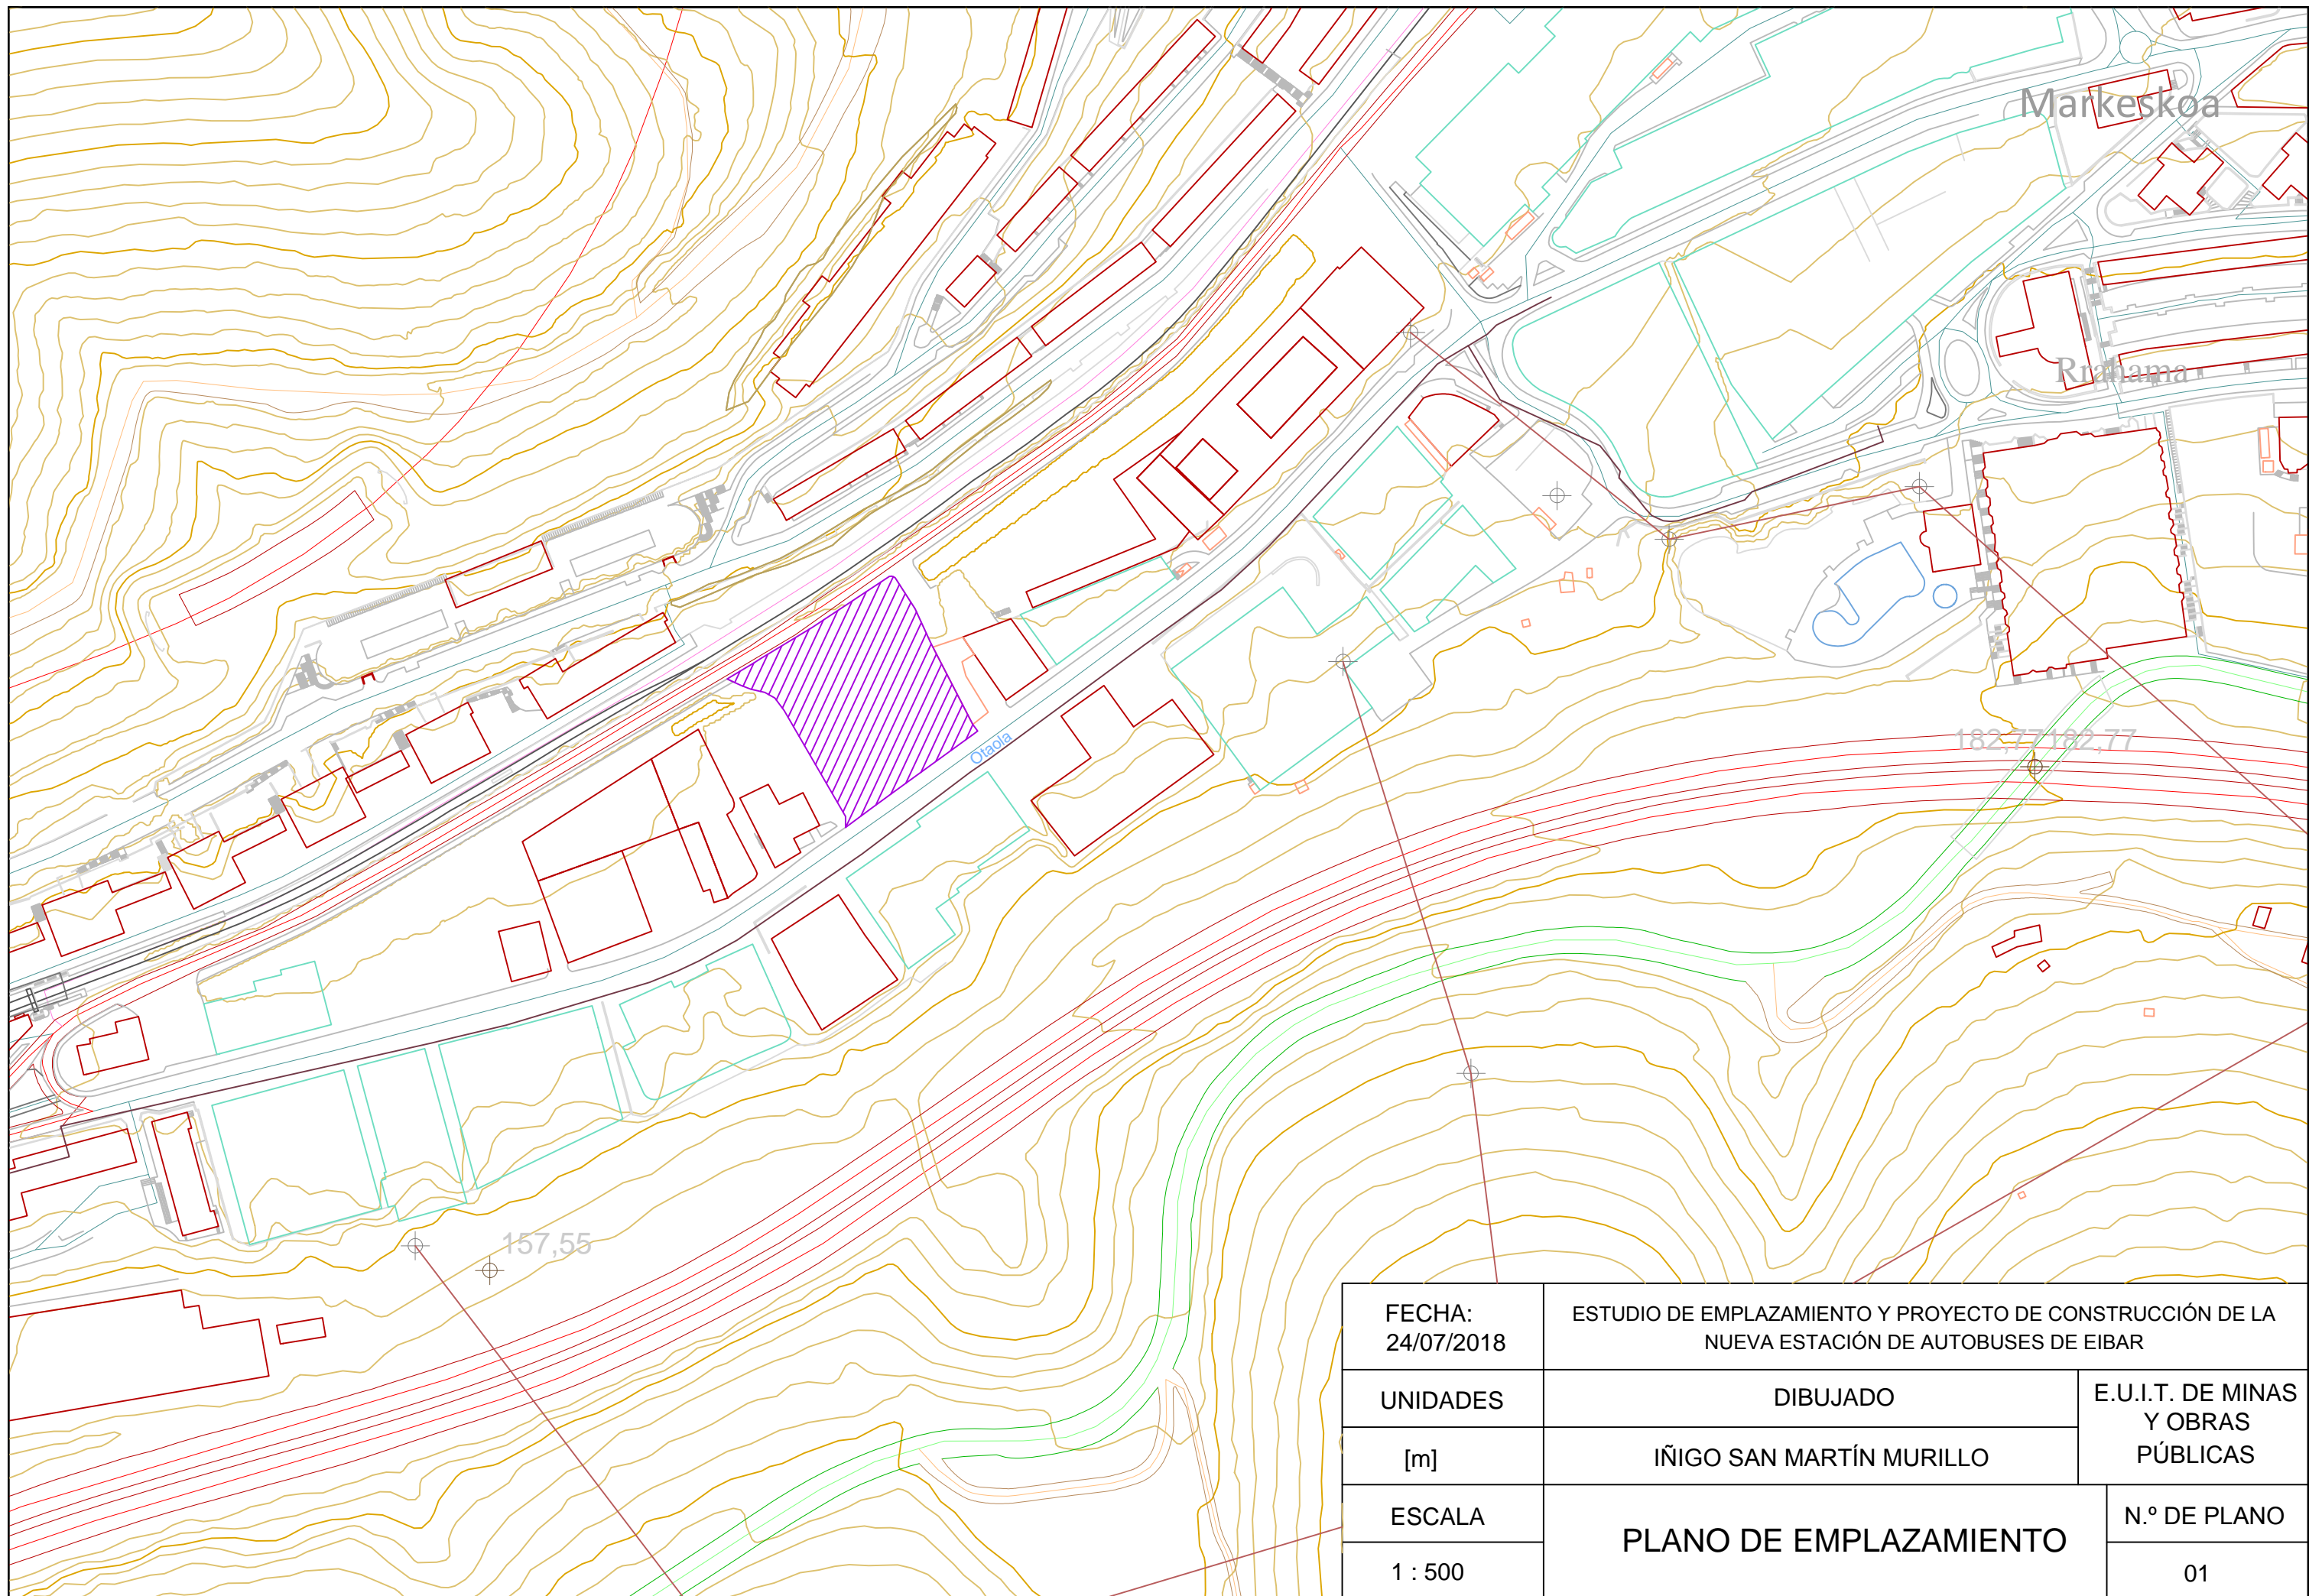 Markeskoa
Rrahama
Otaola
182,77182,77
157,55
FECHA:
24/07/2018
ESTUDIO DE EMPLAZAMIENTO Y PROYECTO DE CONSTRUCCIÓN DE LA
NUEVA ESTACIÓN DE AUTOBUSES DE EIBAR
UNIDADES
DIBUJADO
E.U.I.T. DE MINAS
Y OBRAS
PÚBLICAS
[m]
IÑIGO SAN MARTÍN MURILLO
ESCALA
PLANO DE EMPLAZAMIENTO
N.º DE PLANO
1 : 500
01